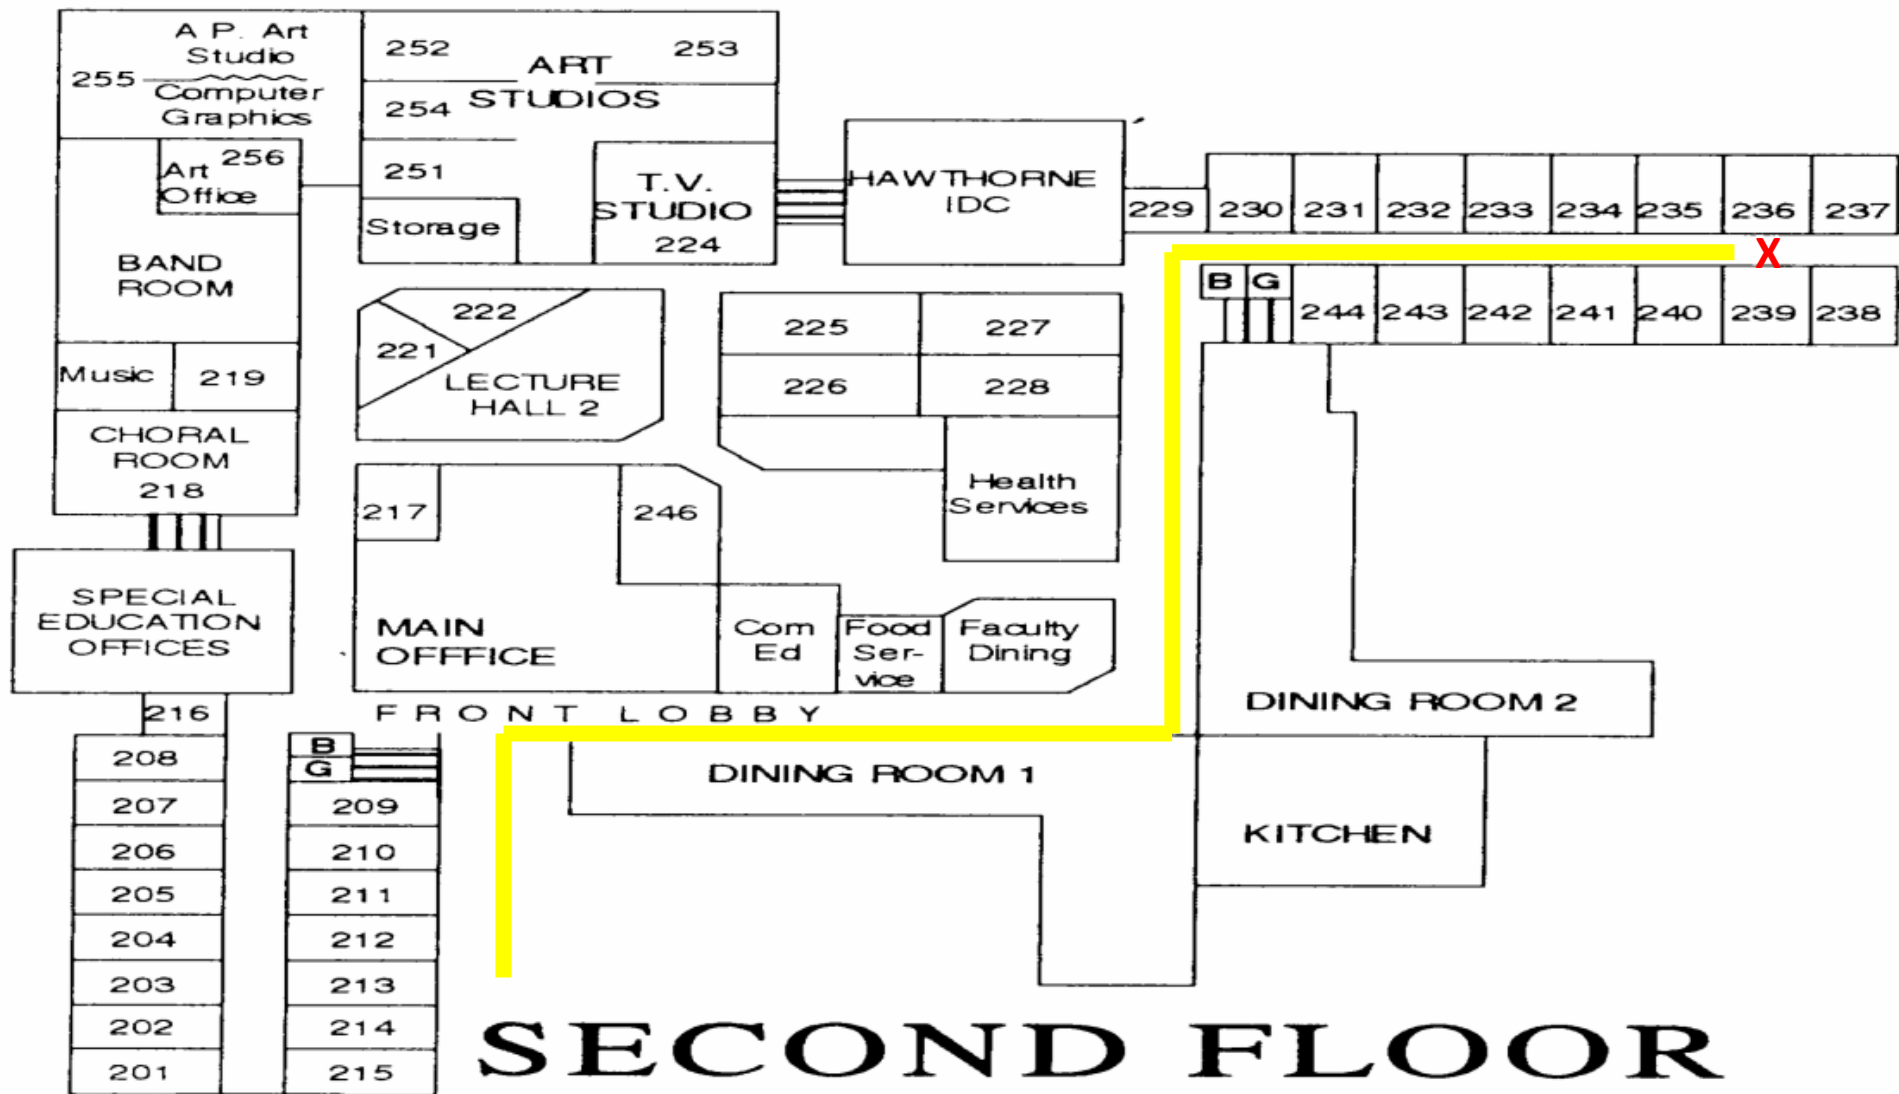 A P. Art
Studio
255
Computer
Graphics
252
ART
253
STUDIOS
254
Art
256
Office
251
Storage
T.V.
STUDIO
224
HAWTHORNE
IDC
229
230
231
232
233
234
235
236
237
X
B
G
244
243
242
241
240
239
238
BAND
ROOM
222
221
LECTURE
HALL 2
225
227
226
228
Music
219
CHORAL
ROOM
218
217
246
Health
Services
SPECIAL
EDUCATION
OFFICES
MAIN
OFFFICE
Com
Ed
Food
Ser-
vice
Faculty
Dining
216
FRONT LOBBY
DINING ROOM 2
B
G
208
207
206
205
204
203
202
201
209
210
211
212
213
214
215
DINING ROOM 1
KITCHEN
SECOND FLOOR